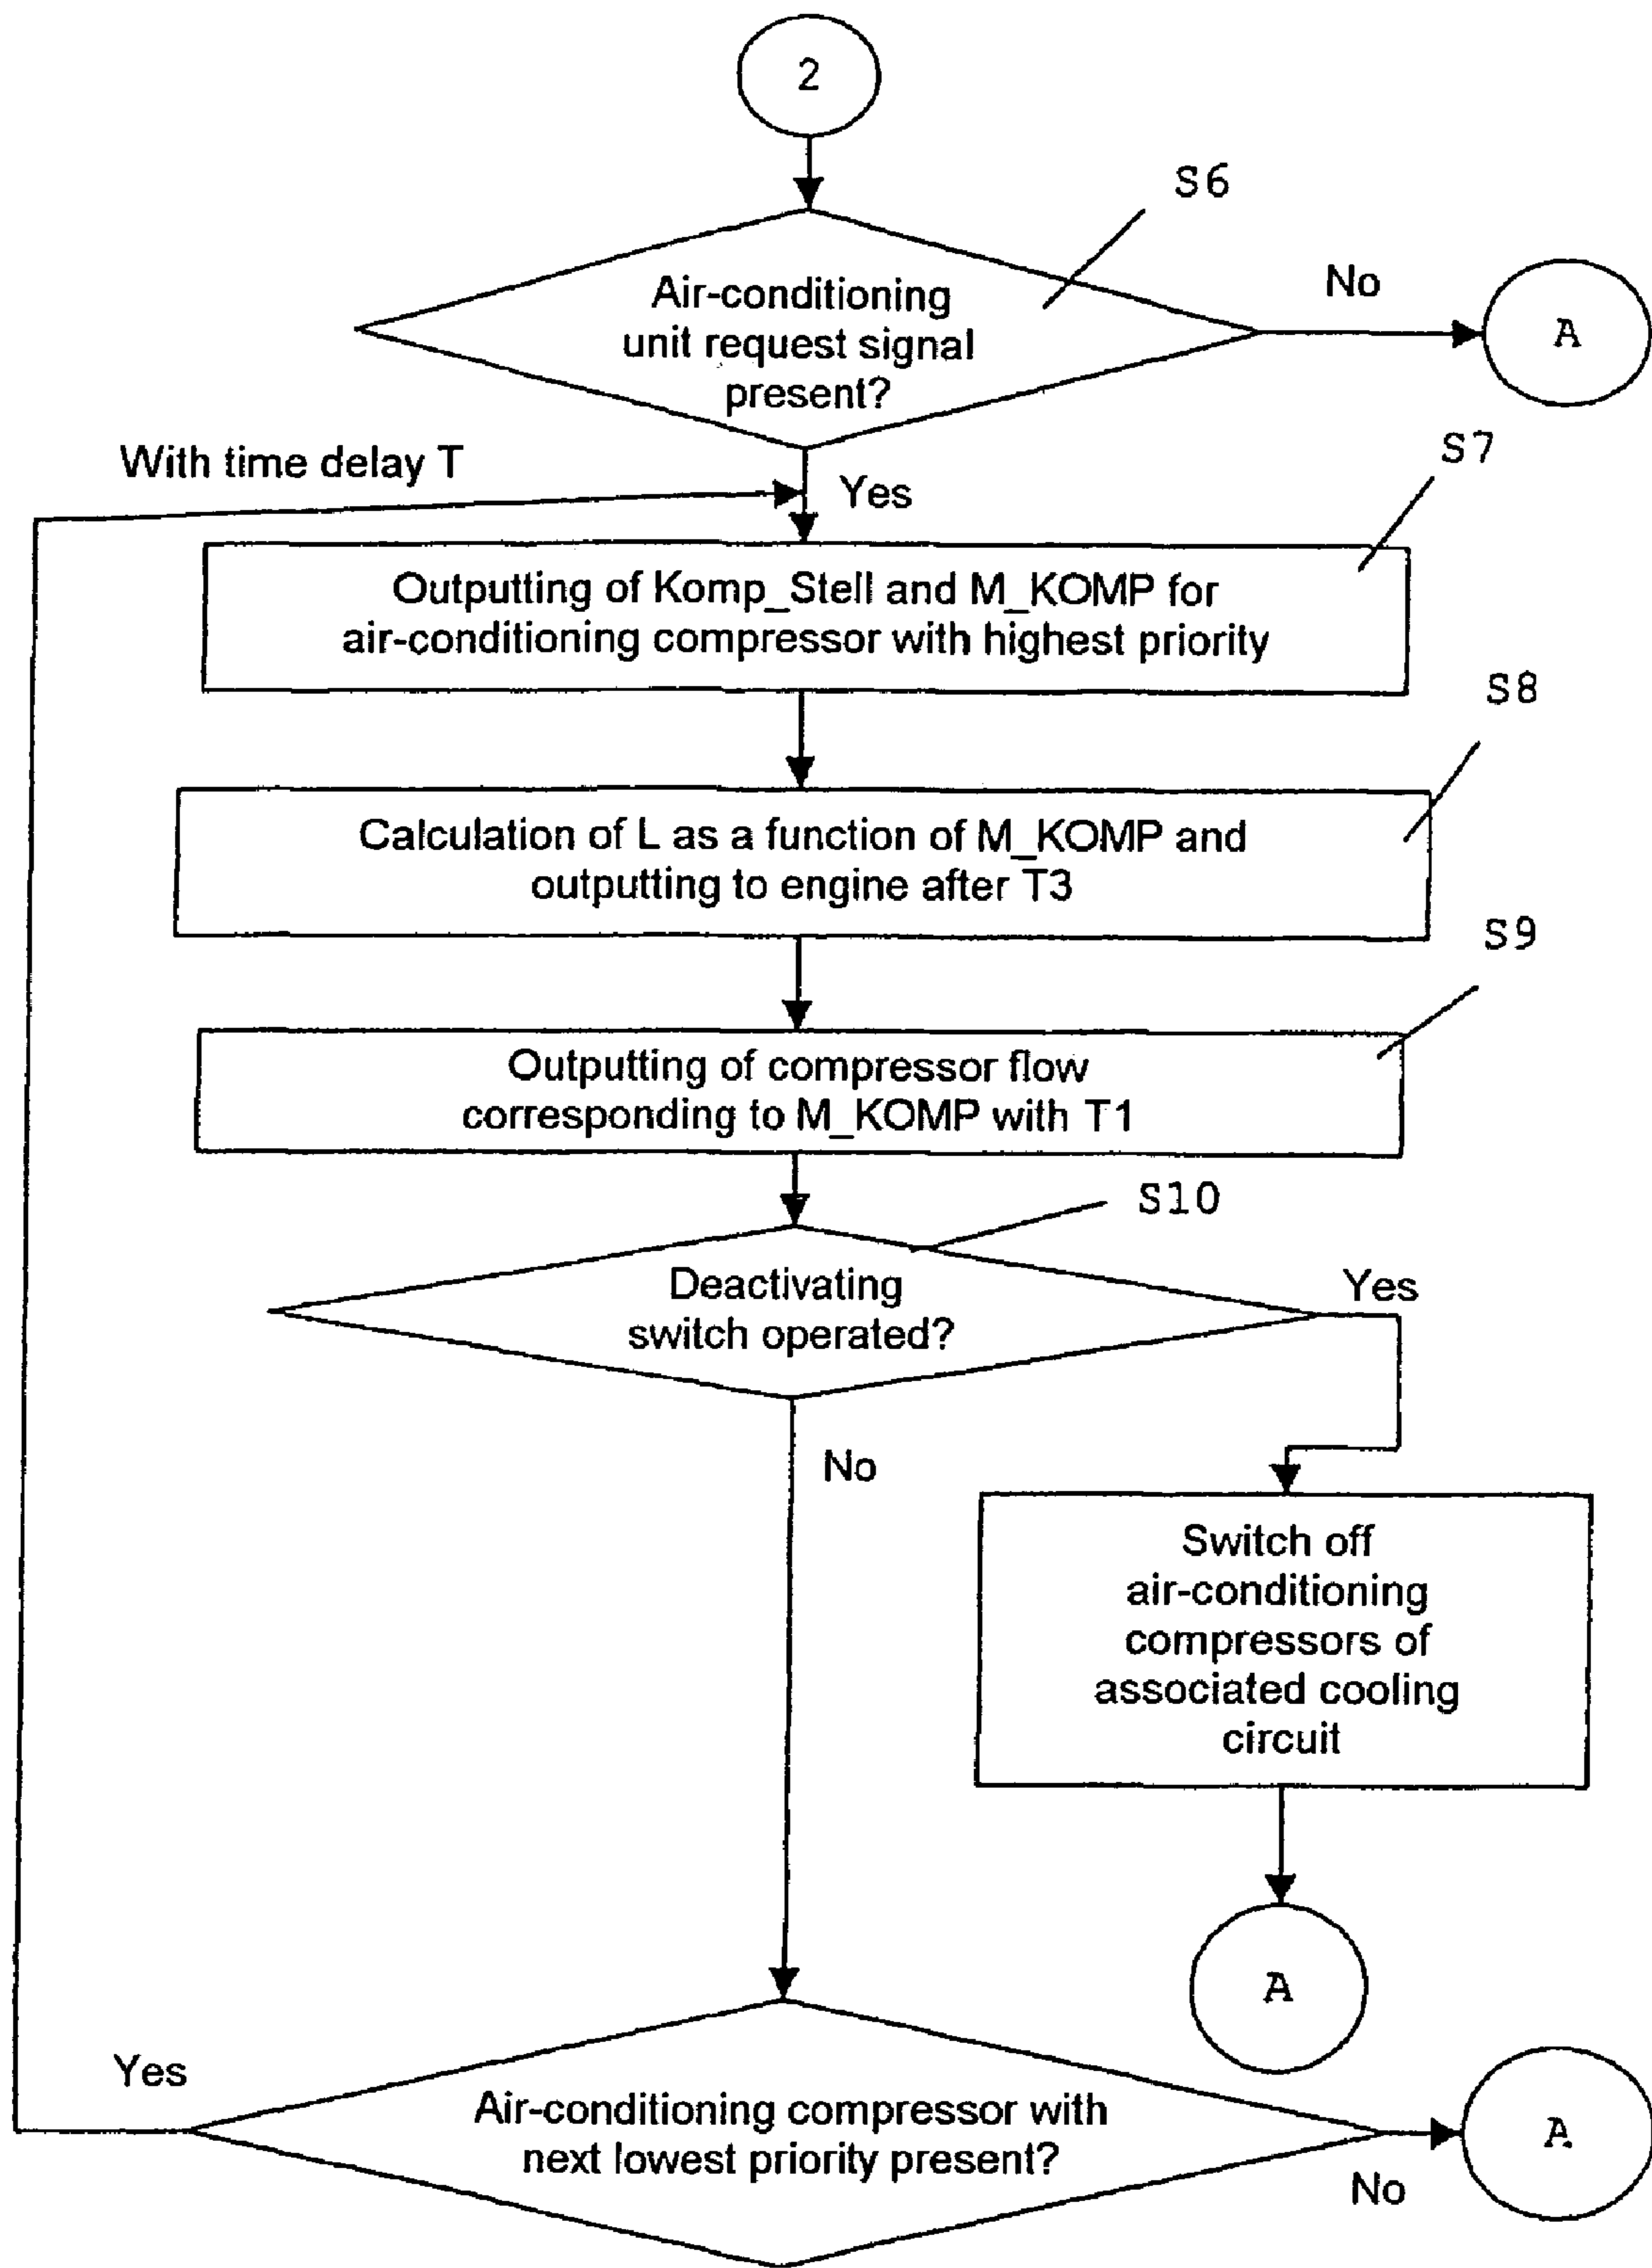 2
S6
Air-conditioning
unit request signal
present?
No
A
With time delay T
Yes
S7
Outputting of Komp_Stell and M_KOMP for
air-conditioning compressor with highest priority
S8
Calculation of L as a function of M_KOMP and
outputting to engine after T3
S9
Outputting of compressor flow
corresponding to M_KOMP with T1
S10
Deactivating
switch operated?
Yes
No
Switch off
air-conditioning
compressors of
associated cooling
circuit
A
Yes
Air-conditioning compressor with
next lowest priority present?
No
A